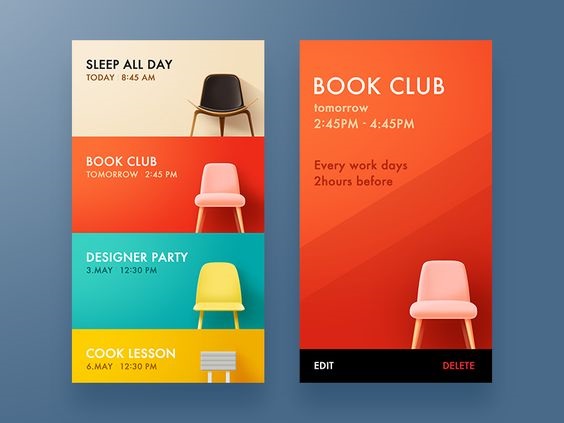 SLEEP ALL DAY
TODAY 8:45 AM
BOOK CLUB
TOMORROW 2:45 PM
DESIGNER PARTY
3.MAY 12:30 PM
COOK LESSON
6.MAY 12:30 PM
BOOK CLUB
tomorrow
2:45PM - 4:45PM
Every work days
2hours before
EDIT
DELETE